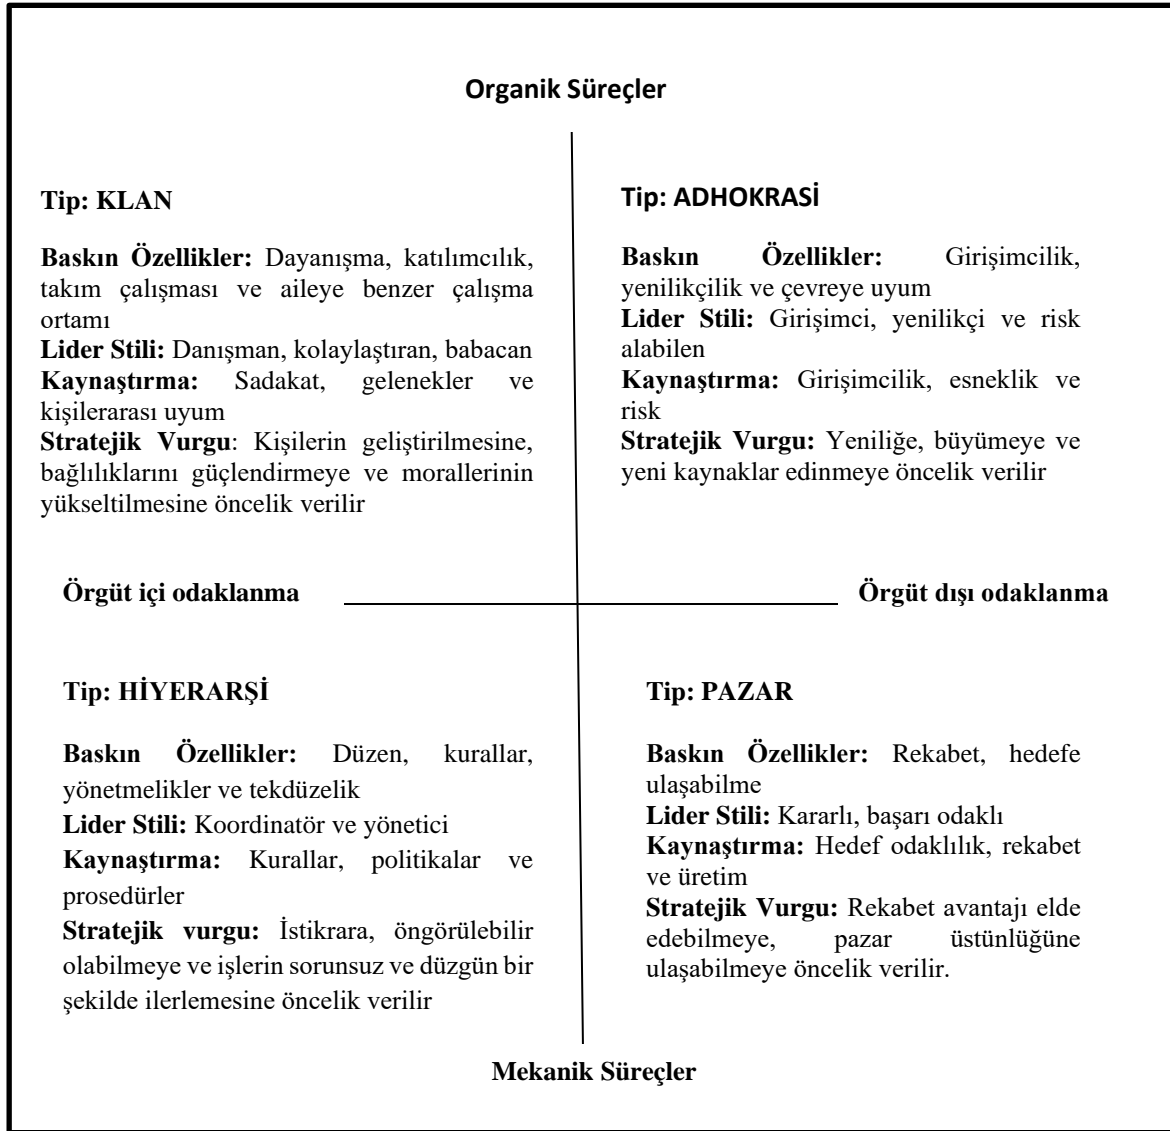 Organik Süreçler
Tip: KLAN
Baskın Özellikler: Dayanışma, katılımcılık,
takım çalışması ve aileye benzer çalışma
ortamı
Lider Stili: Danışman, kolaylaştıran, babacan
Kaynaştırma: Sadakat, gelenekler ve
kişilerarası uyum
Stratejik Vurgu: Kişilerin geliştirilmesine,
bağlılıklarını güçlendirmeye ve morallerinin
yükseltilmesine öncelik verilir
Tip: ADHOKRASİ
Baskın Özellikler: Girişimcilik,
yenilikçilik ve çevreye uyum
Lider Stili: Girişimci, yenilikçi ve risk
alabilen
Kaynaştırma: Girişimcilik, esneklik ve
risk
Stratejik Vurgu: Yeniliğe, büyümeye ve
yeni kaynaklar edinmeye öncelik verilir
Örgüt içi odaklanma
Örgüt dışı odaklanma
Tip: HİYERARŞİ
Baskın Özellikler: Düzen, kurallar,
yönetmelikler ve tekdüzelik
Lider Stili: Koordinatör ve yönetici
Kaynaştırma: Kurallar, politikalar ve
prosedürler
Stratejik vurgu: İstikrara, öngörülebilir
olabilmeye ve işlerin sorunsuz ve düzgün bir
şekilde ilerlemesine öncelik verilir
Tip: PAZAR
Baskın Özellikler: Rekabet, hedefe
ulaşabilme
Lider Stili: Kararlı, başarı odaklı
Kaynaştırma: Hedef odaklılık, rekabet
ve üretim
Stratejik Vurgu: Rekabet avantajı elde
edebilmeye, pazar üstünlüğüne
ulaşabilmeye öncelik verilir.
Mekanik Süreçler